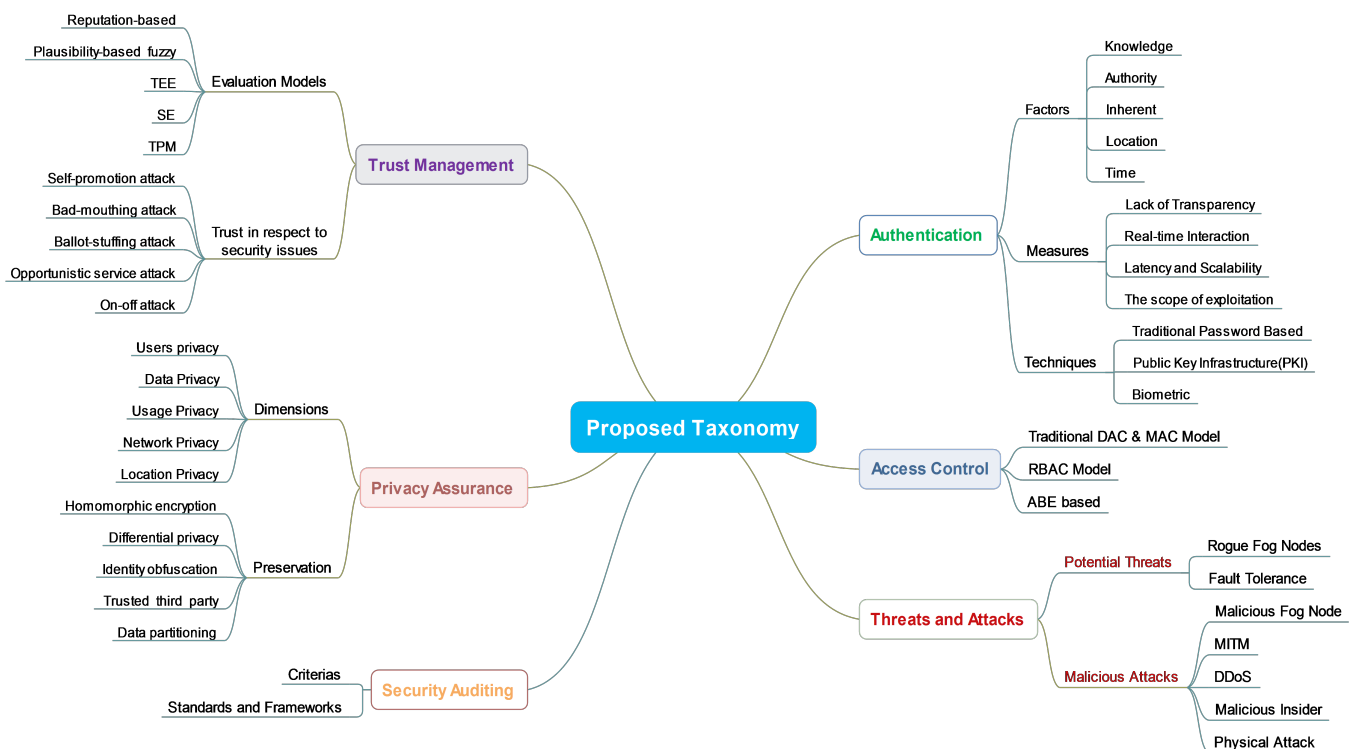 Proposed Taxonomy
Trust Management
Evaluation Models
Reputation-based
Plausibility-based fuzzy
TEE
SE
TPM
Trust in respect to
security issues
Self-promotion attack
Bad-mouthing attack
Ballot-stuffing attack
Opportunistic service attack
On-off attack
Privacy Assurance
Dimensions
Users privacy
Data Privacy
Usage Privacy
Network Privacy
Location Privacy
Preservation
Homomorphic encryption
Differential privacy
Identity obfuscation
Trusted third party
Data partitioning
Security Auditing
Criterias
Standards and Frameworks
Authentication
Factors
Knowledge
Authority
Inherent
Location
Time
Measures
Lack of Transparency
Real-time Interaction
Latency and Scalability
The scope of exploitation
Techniques
Traditional Password Based
Public Key Infrastructure(PKI)
Biometric
Access Control
Traditional DAC & MAC Model
RBAC Model
ABE based
Threats and Attacks
Potential Threats
Rogue Fog Nodes
Fault Tolerance
Malicious Attacks
Malicious Fog Node
MITM
DDoS
Malicious Insider
Physical Attack